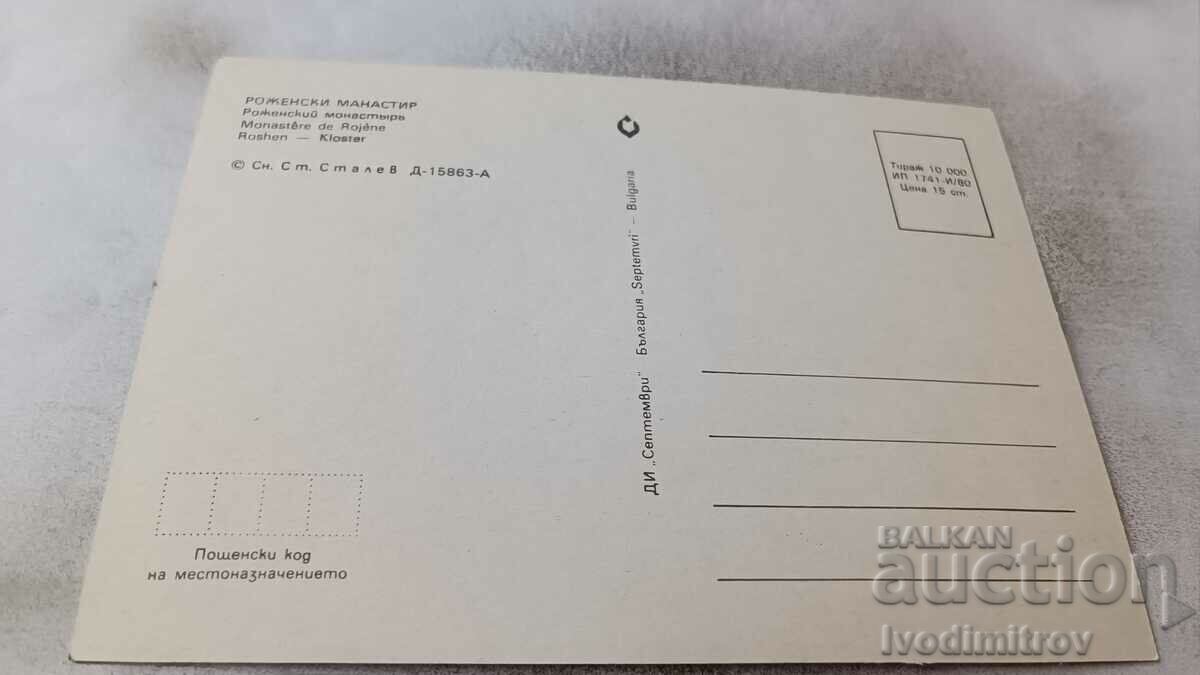 РОЖЕНСКИ МАНАСТИР
Роженский монастырь
Monastère de Rojène
Roshen — Kloster
© Сн. Ст. Сталев Д-15863-А
ДИ „Септември" България „Septemvri" — Bulgaria
Тираж 10 000
ИП 1741-И/80
Цена 15 ст.
Пощенски код
на местоназначението
BALKAN
auction
Ivodimitrov